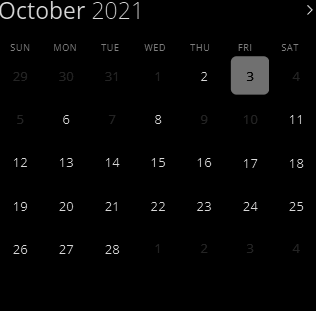 October 2021
SUN MON TUE WED THU FRI SAT
29 30 31 1 2 3 4
5 6 7 8 9 10 11
12 13 14 15 16 17 18
19 20 21 22 23 24 25
26 27 28 1 2 3 4